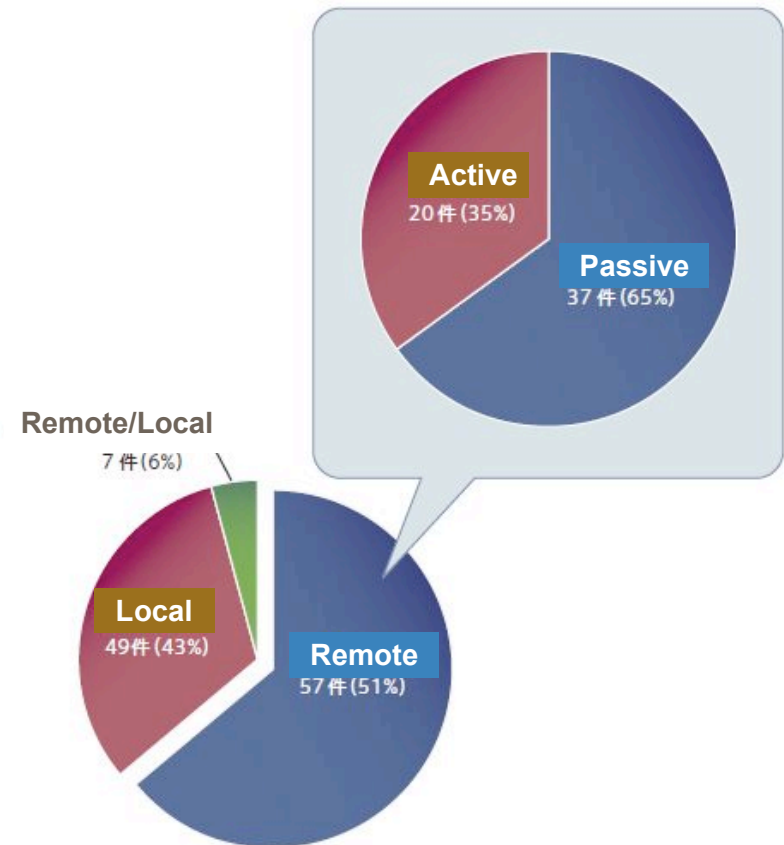 Active
20件(35%)
Passive
37件(65%)
Remote/Local
7件(6%)
Local
49件(43%)
Remote
57件(51%)